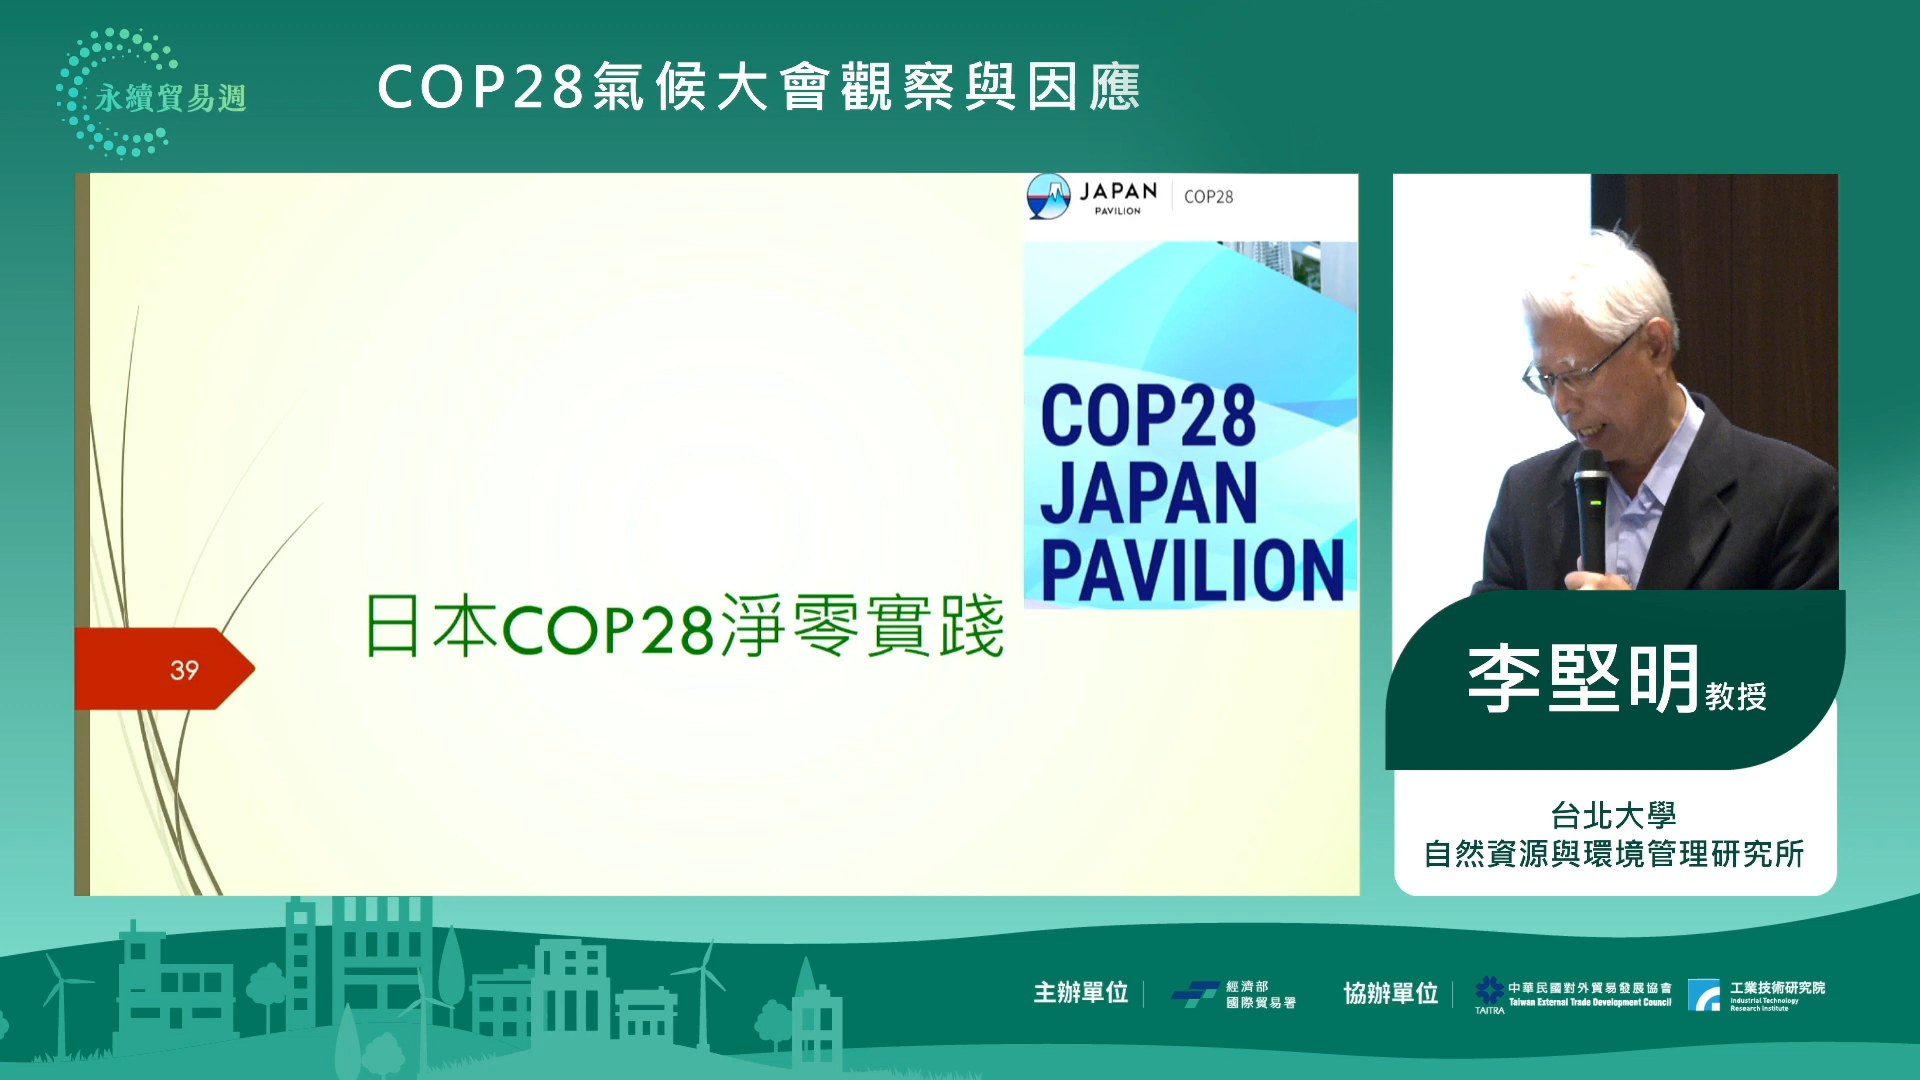 永續貿易週
COP28氣候大會觀察與因應
JAPAN
PAVILION
COP28
COP28
JAPAN
PAVILION
日本COP28淨零實踐
39
李堅明教授
台北大學
自然資源與環境管理研究所
主辦單位
經濟部
國際貿易署
協辦單位
TAITRA
中華民國對外貿易發展協會
Taiwan External Trade Development Council
工業技術研究院
Industrial Technology
Research Institute